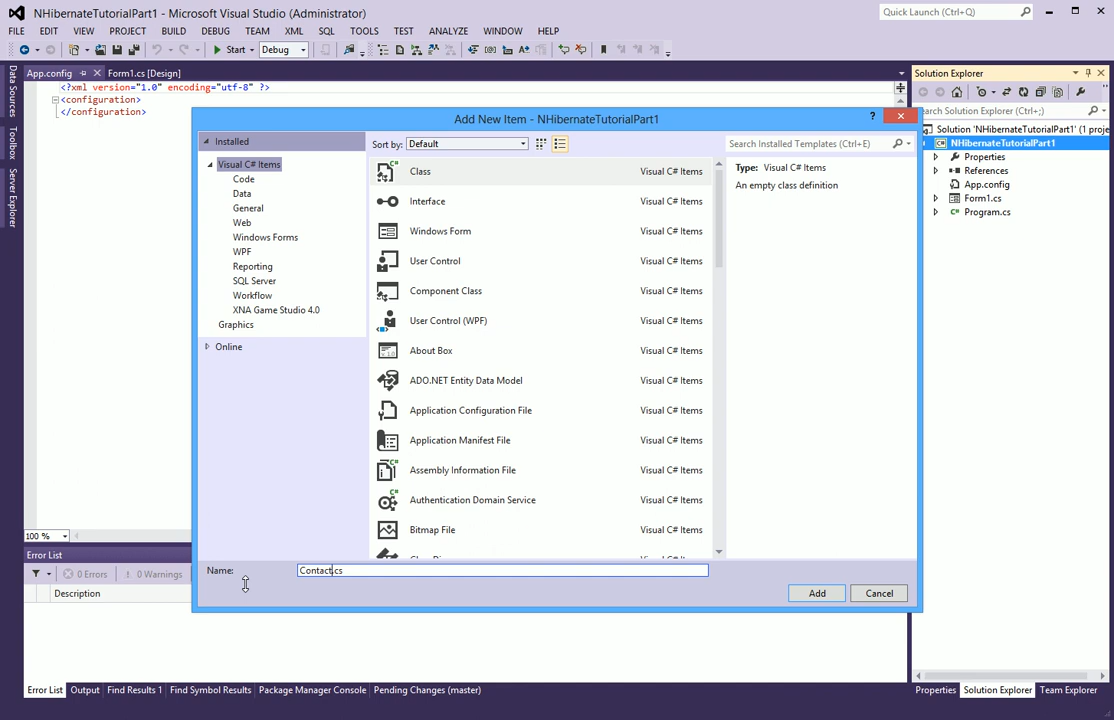 NHibernateTutorialPart1 - Microsoft Visual Studio (Administrator)
Quick Launch (Ctrl+Q)
FILE EDIT VIEW PROJECT BUILD DEBUG TEAM XML SQL TOOLS TEST ANALYZE WINDOW HELP
Start Debug
App.config Form1.cs [Design]
<?xml version="1.0" encoding="utf-8" ?>
<configuration>
</configuration>
Data Sources
Toolbox
Server Explorer
Add New Item - NHibernateTutorialPart1
?
Installed
Visual C# Items
Code
Data
General
Web
Windows Forms
WPF
Reporting
SQL Server
Workflow
XNA Game Studio 4.0
Graphics
Online
Sort by: Default
Class Visual C# Items
Interface Visual C# Items
Windows Form Visual C# Items
User Control Visual C# Items
Component Class Visual C# Items
User Control (WPF) Visual C# Items
About Box Visual C# Items
ADO.NET Entity Data Model Visual C# Items
Application Configuration File Visual C# Items
Application Manifest File Visual C# Items
Assembly Information File Visual C# Items
Authentication Domain Service Visual C# Items
Bitmap File Visual C# Items
Search Installed Templates (Ctrl+E)
Type: Visual C# Items
An empty class definition
Name: Contact.cs
Add Cancel
Solution Explorer
Search Solution Explorer (Ctrl+;)
Solution 'NHibernateTutorialPart1' (1 proje
NHibernateTutorialPart1
Properties
References
App.config
Form1.cs
Program.cs
100 %
Error List
0 Errors 0 Warnings
Description
Error List Output Find Results 1 Find Symbol Results Package Manager Console Pending Changes (master)
Properties Solution Explorer Team Explorer